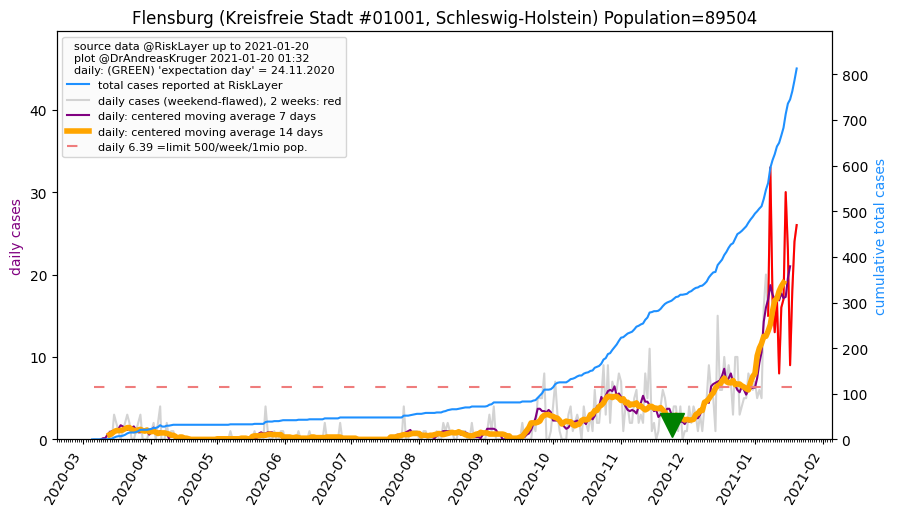 Flensburg (Kreisfreie Stadt #01001, Schleswig-Holstein) Population=89504
source data @RiskLayer up to 2021-01-20
plot @DrAndreasKruger 2021-01-20 01:32
daily: (GREEN) 'expectation day' = 24.11.2020
total cases reported at RiskLayer
daily cases (weekend-flawed), 2 weeks: red
daily: centered moving average 7 days
daily: centered moving average 14 days
daily 6.39 =limit 500/week/1mio pop.
daily cases
40
30
20
10
0
cumulative total cases
800
700
600
500
400
300
200
100
0
2020-03
2020-04
2020-05
2020-06
2020-07
2020-08
2020-09
2020-10
2020-11
2020-12
2021-01
2021-02